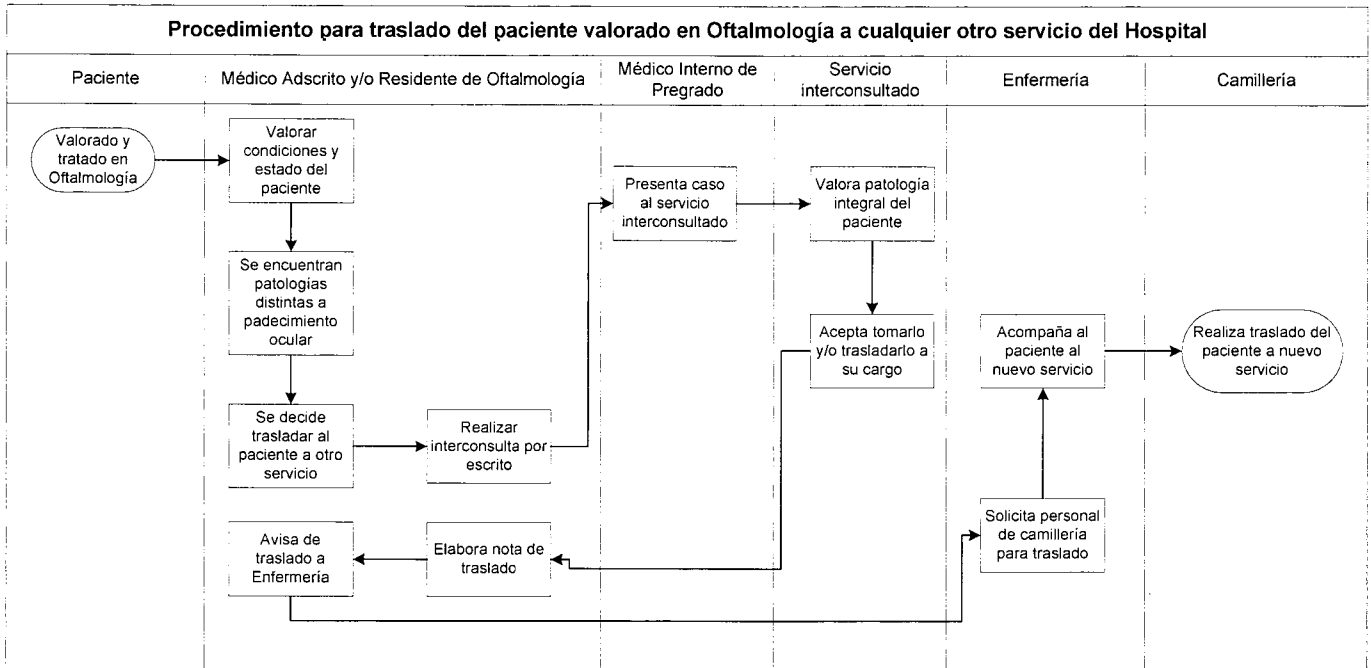 Procedimiento para traslado del paciente valorado en Oftalmología a cualquier otro servicio del Hospital
Paciente
Médico Adscrito y/o Residente de Oftalmología
Médico Interno de
Pregrado
Servicio
interconsultado
Enfermería
Camillería
Valorado y
tratado en
Oftalmología
Valorar
condiciones y
estado del
paciente
Se encuentran
patologías
distintas a
padecimiento
ocular
Se decide
trasladar al
paciente a otro
servicio
Realizar
interconsulta por
escrito
Presenta caso
al servicio
interconsultado
Valora patología
integral del
paciente
Acepta tomarlo
y/o trasladarlo a
su cargo
Elabora nota de
traslado
Avisa de
traslado a
Enfermería
Solicita personal
de camillería
para traslado
Acompaña al
paciente al
nuevo servicio
Realiza traslado del
paciente a nuevo
servicio